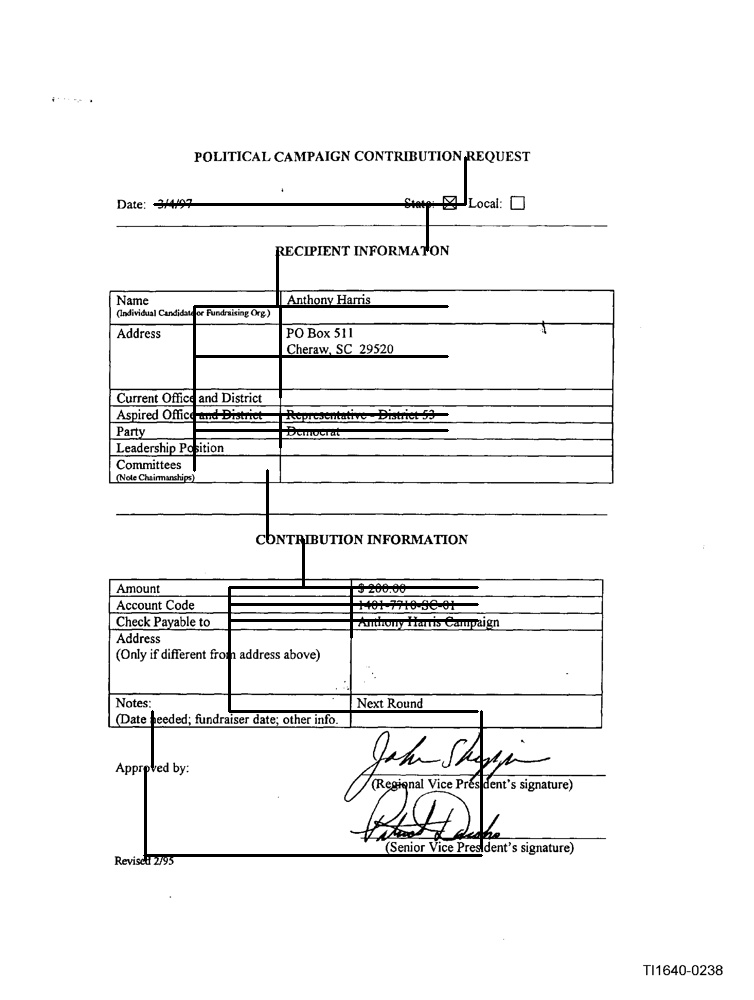 POLITICAL CAMPAIGN CONTRIBUTION REQUEST
Date: 3/4/97 State: ☒ Local: ☐
RECIPIENT INFORMATON
Name Anthony Harris
(Individual Candidate or Fundraising Org.)
Address PO Box 511
Cheraw, SC 29520
Current Office and District
Aspired Office and District Representative - District 53
Party Democrat
Leadership Position
Committees
(Note Chairmanships)
CONTRIBUTION INFORMATION
Amount $ 200.00
Account Code 1401-7710-SC-01
Check Payable to Anthony Harris Campaign
Address
(Only if different from address above)
Notes: Next Round
(Date needed; fundraiser date; other info.
Approved by:
(Regional Vice President's signature)
(Senior Vice President's signature)
Revised 2/95
TI1640-0238